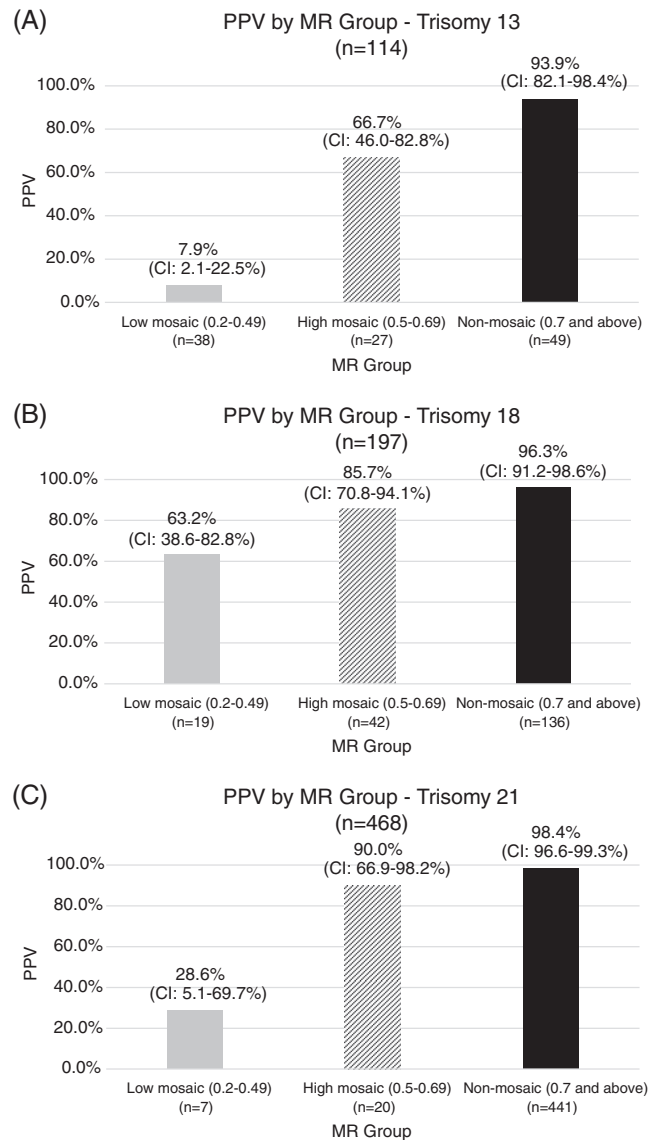 (A)
PPV by MR Group - Trisomy 13
(n=114)
100.0%
80.0%
60.0%
40.0%
20.0%
0.0%
PPV
7.9%
(CI: 2.1-22.5%)
66.7%
(CI: 46.0-82.8%)
93.9%
(CI: 82.1-98.4%)
Low mosaic (0.2-0.49)
(n=38)
High mosaic (0.5-0.69)
(n=27)
Non-mosaic (0.7 and above)
(n=49)
MR Group
(B)
PPV by MR Group - Trisomy 18
(n=197)
100.0%
80.0%
60.0%
40.0%
20.0%
0.0%
PPV
63.2%
(CI: 38.6-82.8%)
85.7%
(CI: 70.8-94.1%)
96.3%
(CI: 91.2-98.6%)
Low mosaic (0.2-0.49)
(n=19)
High mosaic (0.5-0.69)
(n=42)
Non-mosaic (0.7 and above)
(n=136)
MR Group
(C)
PPV by MR Group - Trisomy 21
(n=468)
100.0%
80.0%
60.0%
40.0%
20.0%
0.0%
PPV
28.6%
(CI: 5.1-69.7%)
90.0%
(CI: 66.9-98.2%)
98.4%
(CI: 96.6-99.3%)
Low mosaic (0.2-0.49)
(n=7)
High mosaic (0.5-0.69)
(n=20)
Non-mosaic (0.7 and above)
(n=441)
MR Group